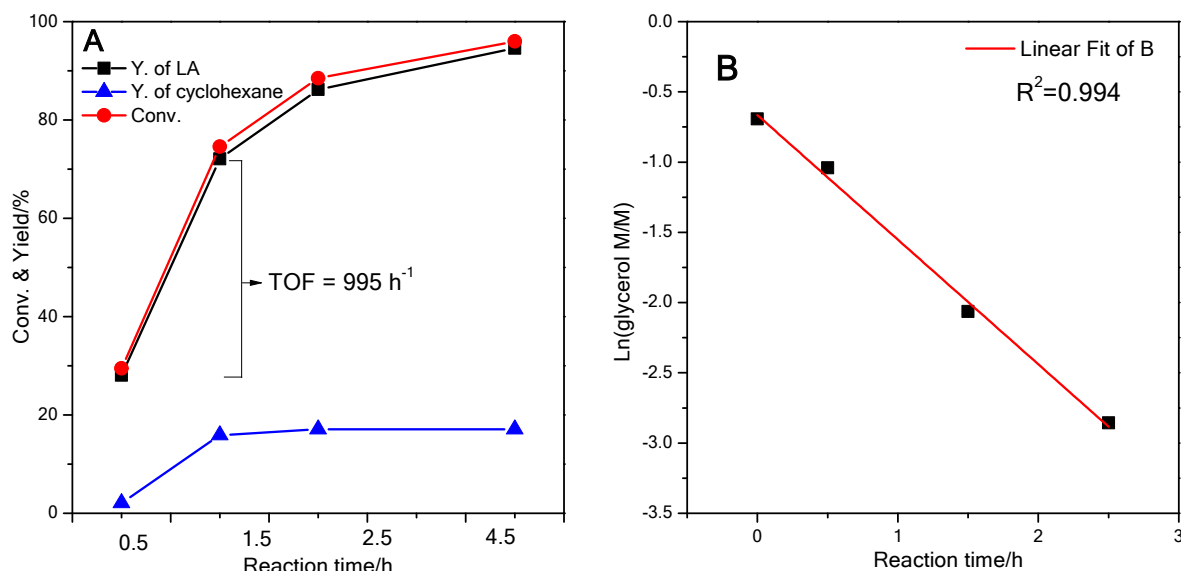 A
Y. of LA
Y. of cyclohexane
Conv.
TOF = 995 h⁻¹
100
80
60
40
20
0
Conv. & Yield/%
0.5
1.5
2.5
4.5
Reaction time/h
B
Linear Fit of B
R²=0.994
0.0
-0.5
-1.0
-1.5
-2.0
-2.5
-3.0
-3.5
Ln(glycerol M/M)
0
1
2
3
Reaction time/h